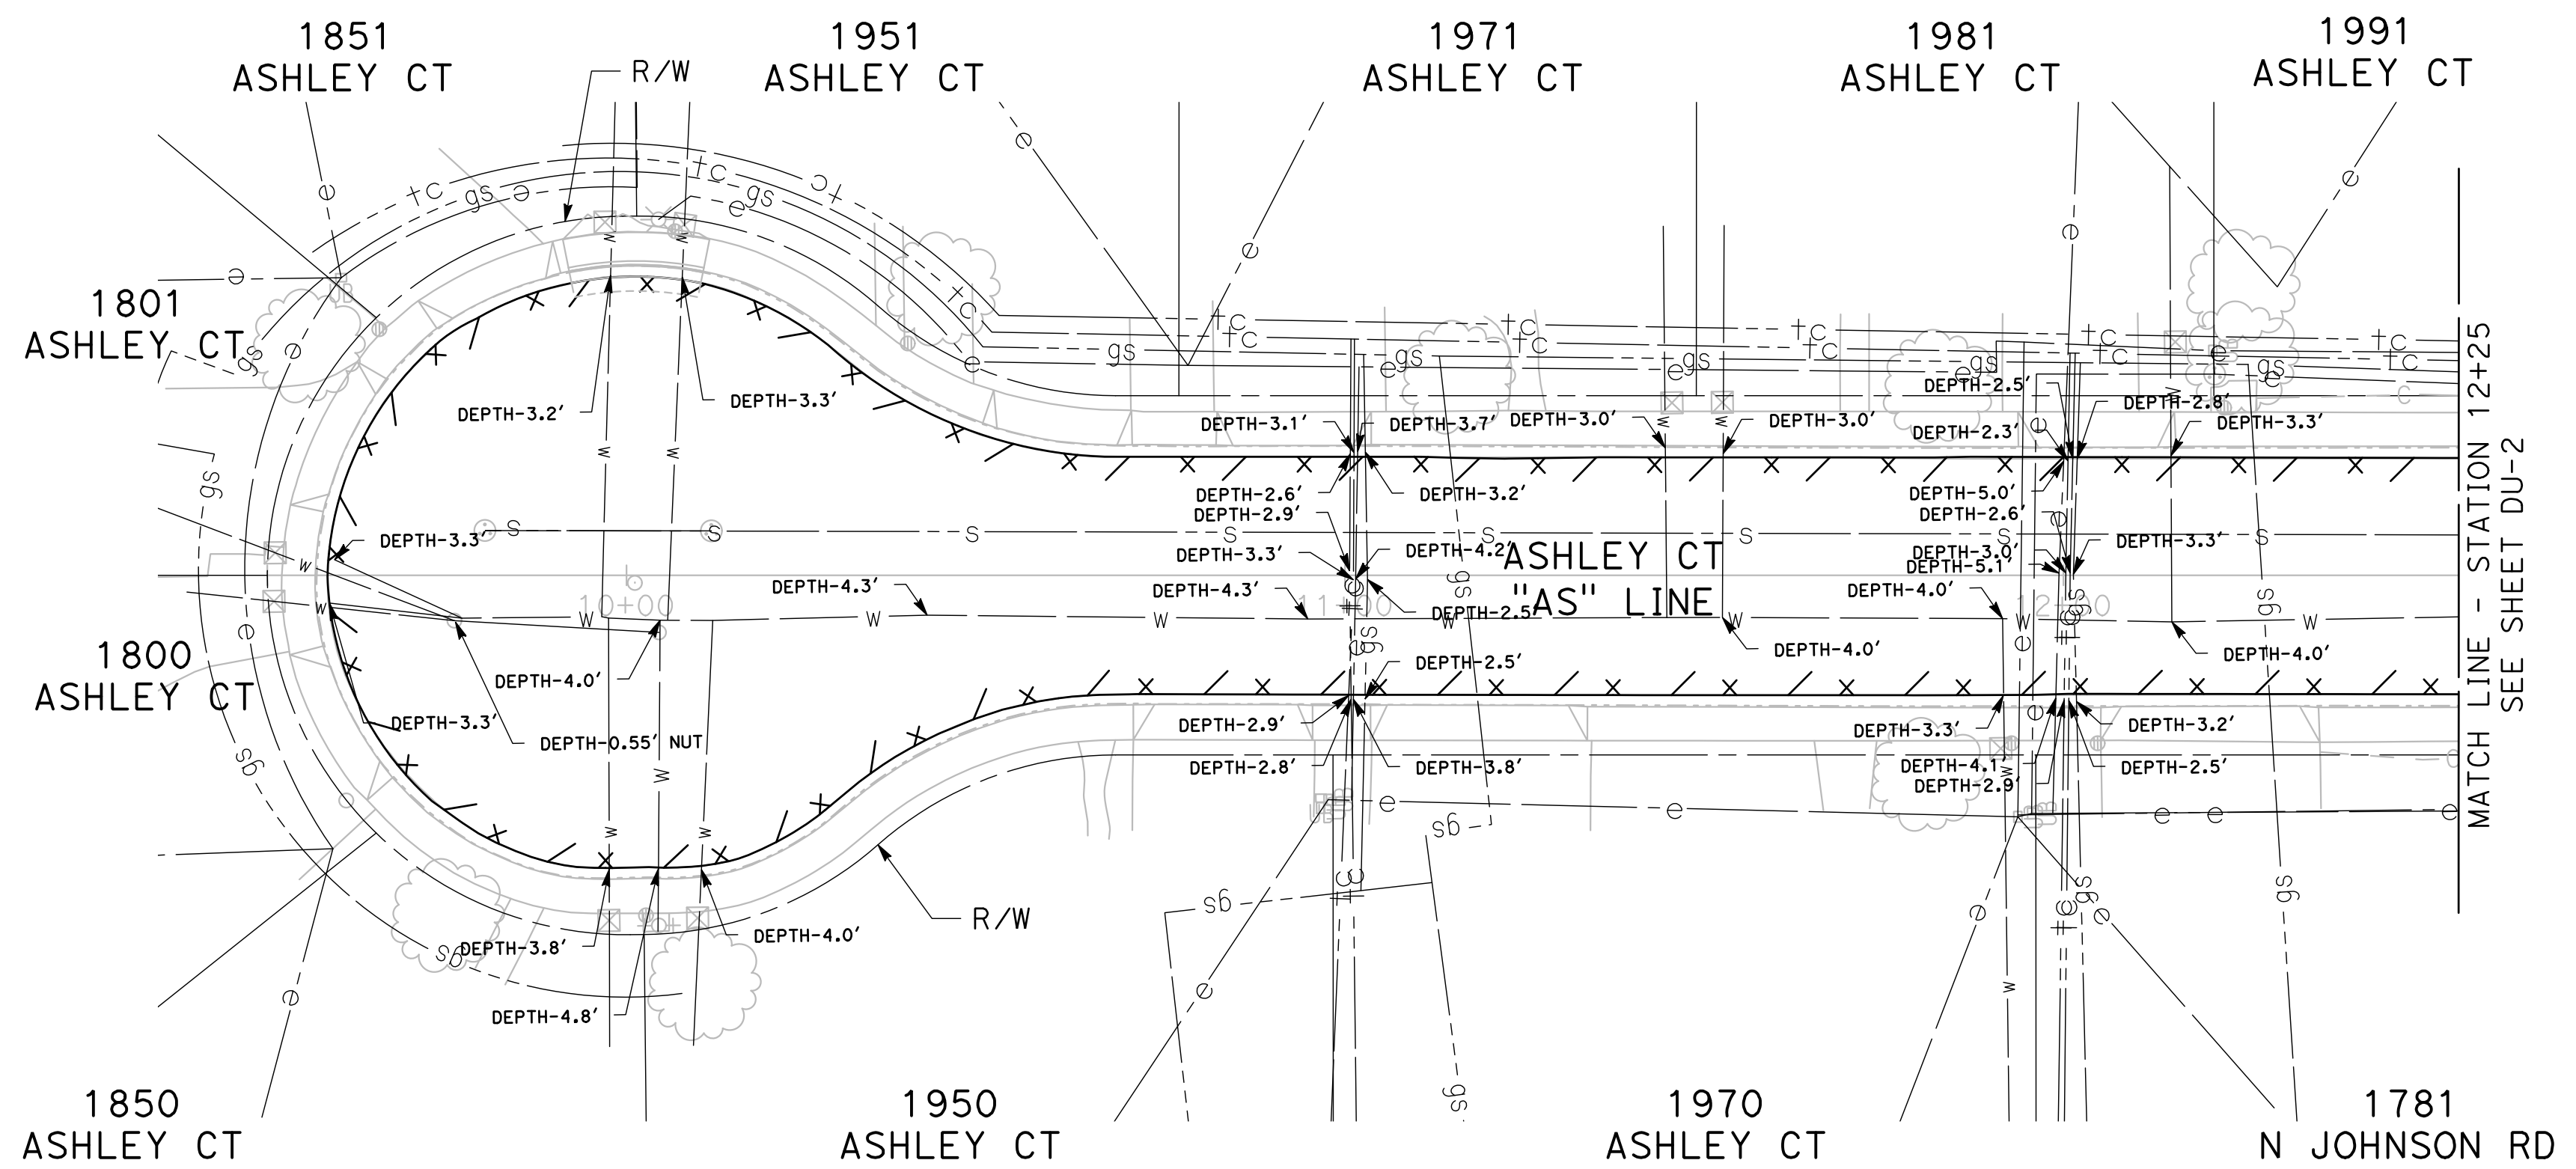 1851
ASHLEY CT
R/W
1951
ASHLEY CT
1971
ASHLEY CT
1981
ASHLEY CT
1991
ASHLEY CT
1801
ASHLEY CT
1800
ASHLEY CT
DEPTH-3.2'
DEPTH-3.3'
DEPTH-3.1'
DEPTH-3.7'
DEPTH-3.0'
DEPTH-3.0'
DEPTH-2.5'
DEPTH-2.8'
DEPTH-2.3'
DEPTH-3.3'
DEPTH-2.6'
DEPTH-3.2'
DEPTH-2.9'
DEPTH-5.0'
DEPTH-2.6'
DEPTH-3.3'
DEPTH-3.3'
DEPTH-4.2'
ASHLEY CT
"AS" LINE
DEPTH-3.0'
DEPTH-3.3'
DEPTH-5.1'
10+00
DEPTH-4.3'
DEPTH-4.3'
11+00
DEPTH-2.5'
DEPTH-4.0'
12+00
DEPTH-4.0'
DEPTH-4.0'
DEPTH-4.0'
DEPTH-2.5'
DEPTH-3.3'
DEPTH-0.55' NUT
DEPTH-2.9'
DEPTH-3.3'
DEPTH-3.2'
DEPTH-2.8'
DEPTH-3.8'
DEPTH-4.1'
DEPTH-2.5'
DEPTH-2.9'
R/W
DEPTH-3.8'
DEPTH-4.0'
DEPTH-4.8'
MATCH LINE - STATION 12+25
SEE SHEET DU-2
1850
ASHLEY CT
1950
ASHLEY CT
1970
ASHLEY CT
1781
N JOHNSON RD